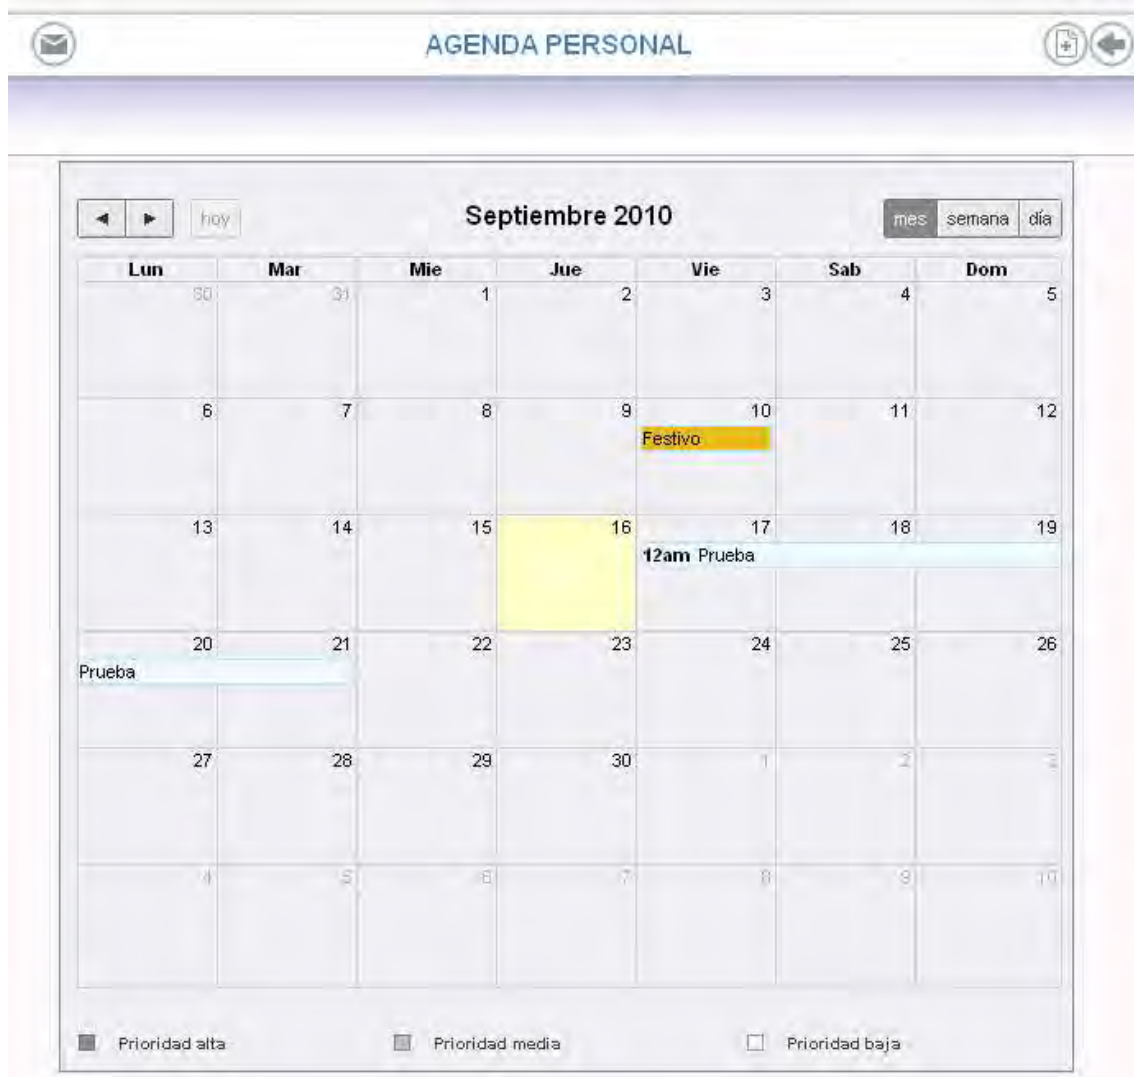 AGENDA PERSONAL
hoy Septiembre 2010 mes semana día
Lun Mar Mie Jue Vie Sab Dom
30 31 1 2 3 4 5
6 7 8 9 10 11 12
Festivo
13 14 15 16 17 18 19
12am Prueba
20 21 22 23 24 25 26
Prueba
27 28 29 30 1 2 3
4 5 6 7 8 9 10
Prioridad alta Prioridad media Prioridad baja